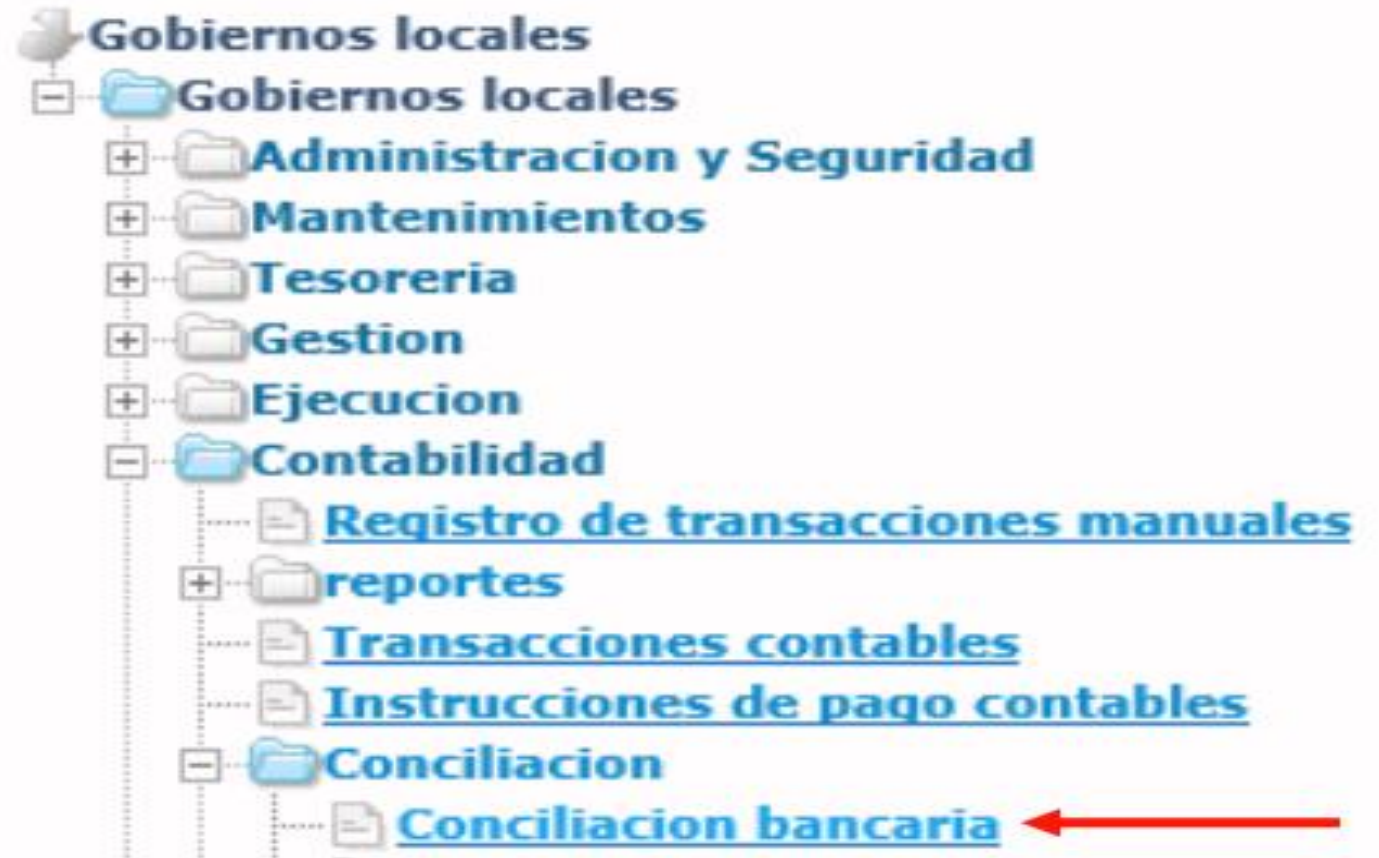 Gobiernos locales
Gobiernos locales
Administracion y Seguridad
Mantenimientos
Tesoreria
Gestion
Ejecucion
Contabilidad
Registro de transacciones manuales
reportes
Transacciones contables
Instrucciones de pago contables
Conciliacion
Conciliacion bancaria